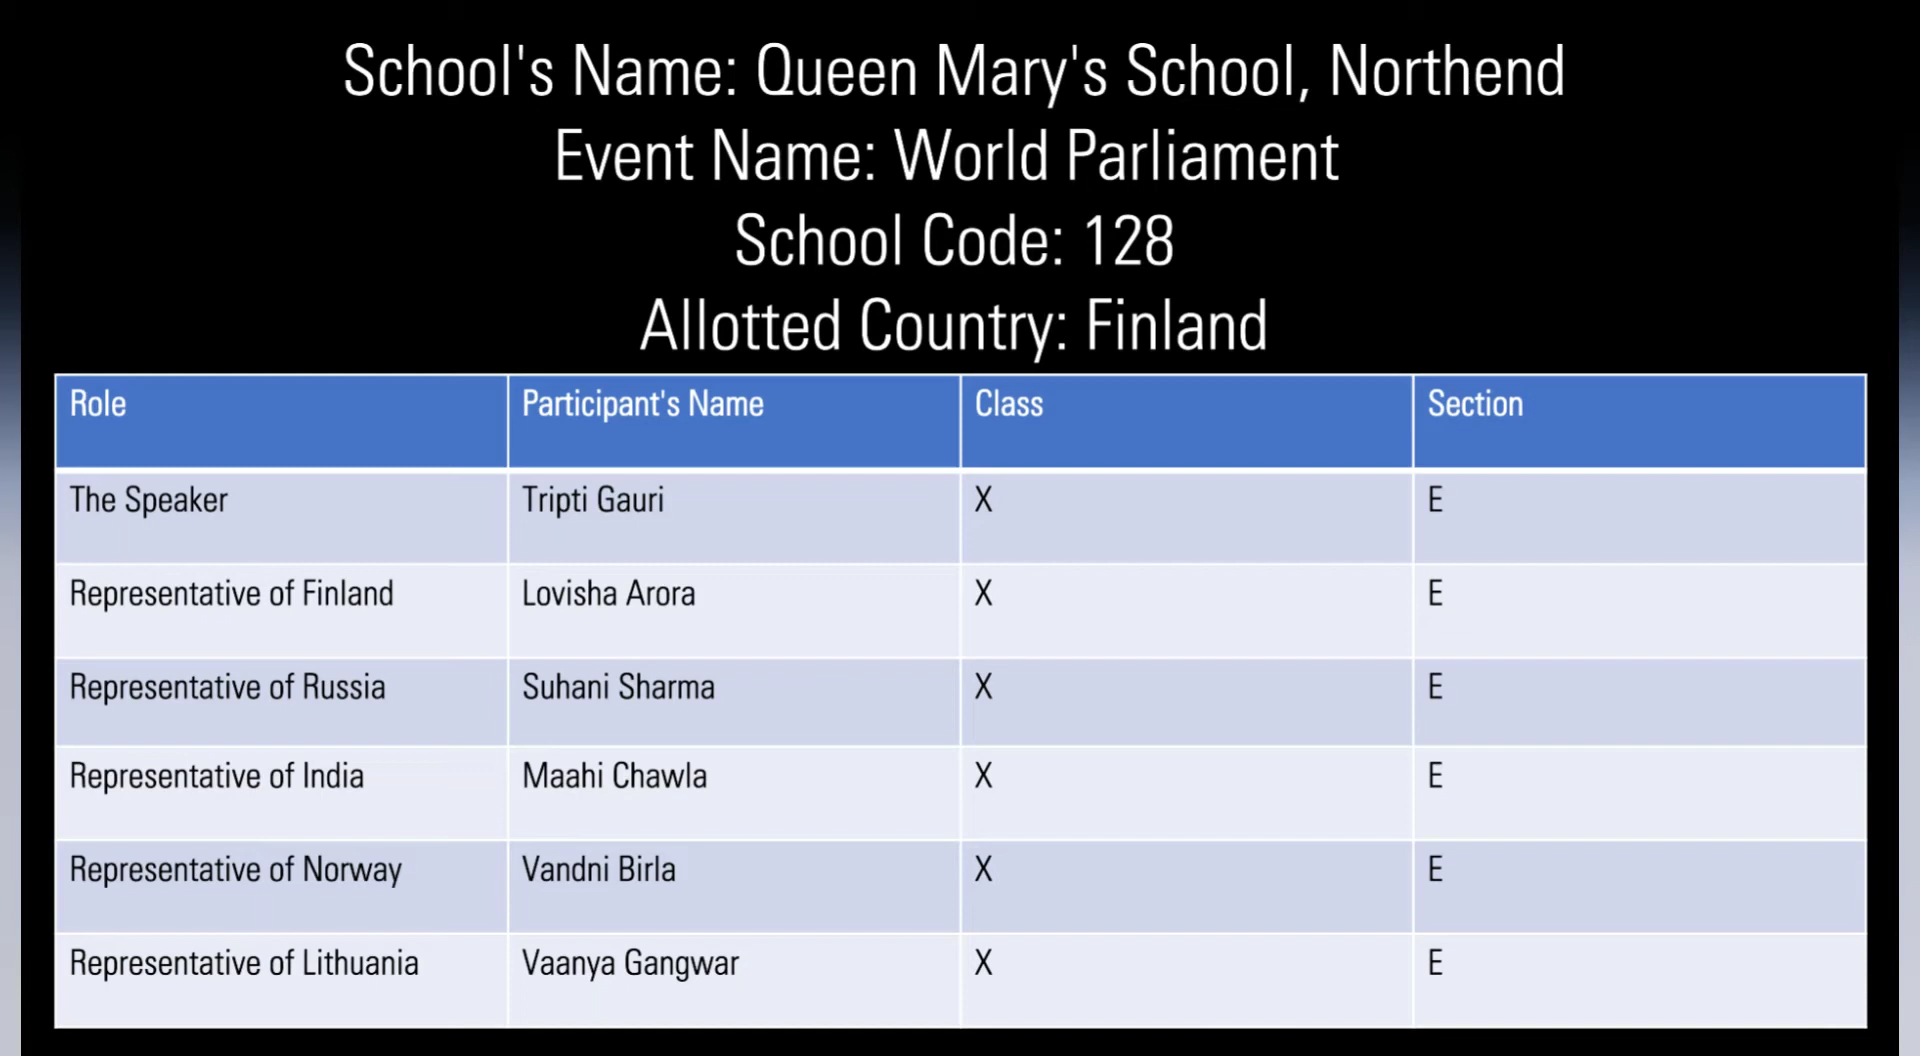 School's Name: Queen Mary's School, Northend
Event Name: World Parliament
School Code: 128
Allotted Country: Finland
Role Participant's Name Class Section
The Speaker Tripti Gauri X E
Representative of Finland Lovisha Arora X E
Representative of Russia Suhani Sharma X E
Representative of India Maahi Chawla X E
Representative of Norway Vandni Birla X E
Representative of Lithuania Vaanya Gangwar X E